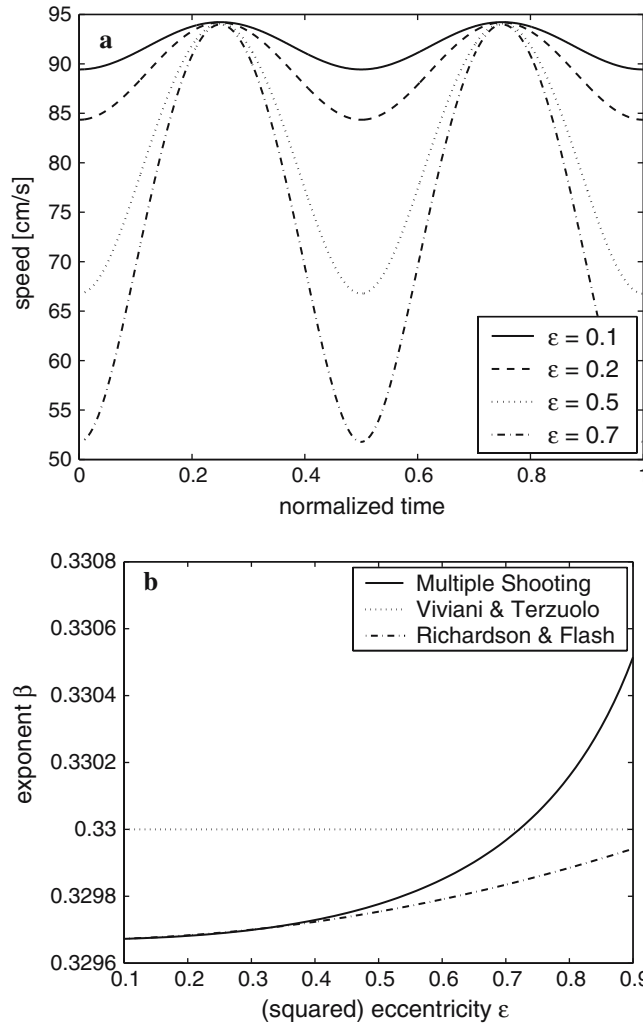 95
a
90
85
80
75
70
65
60
55
50
speed [cm/s]
ε = 0.1
ε = 0.2
ε = 0.5
ε = 0.7
0 0.2 0.4 0.6 0.8 1
normalized time
0.3308
b
0.3306
0.3304
0.3302
0.33
0.3298
0.3296
exponent β
Multiple Shooting
Viviani & Terzuolo
Richardson & Flash
0.1 0.2 0.3 0.4 0.5 0.6 0.7 0.8 0.9
(squared) eccentricity ε